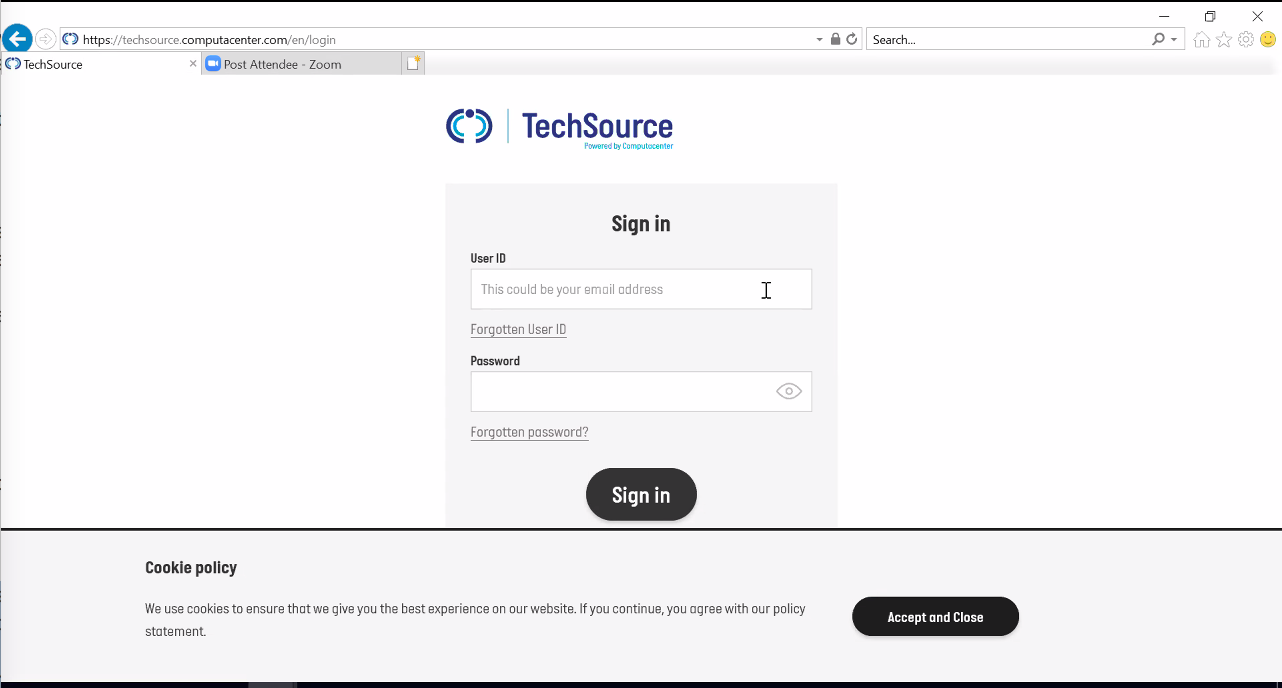 https://techsource.computacenter.com/en/login
Search...
TechSource
Post Attendee - Zoom
TechSource
Powered by Computacenter
Sign in
User ID
This could be your email address
Forgotten User ID
Password
Forgotten password?
Sign in
Cookie policy
We use cookies to ensure that we give you the best experience on our website. If you continue, you agree with our policy
statement.
Accept and Close